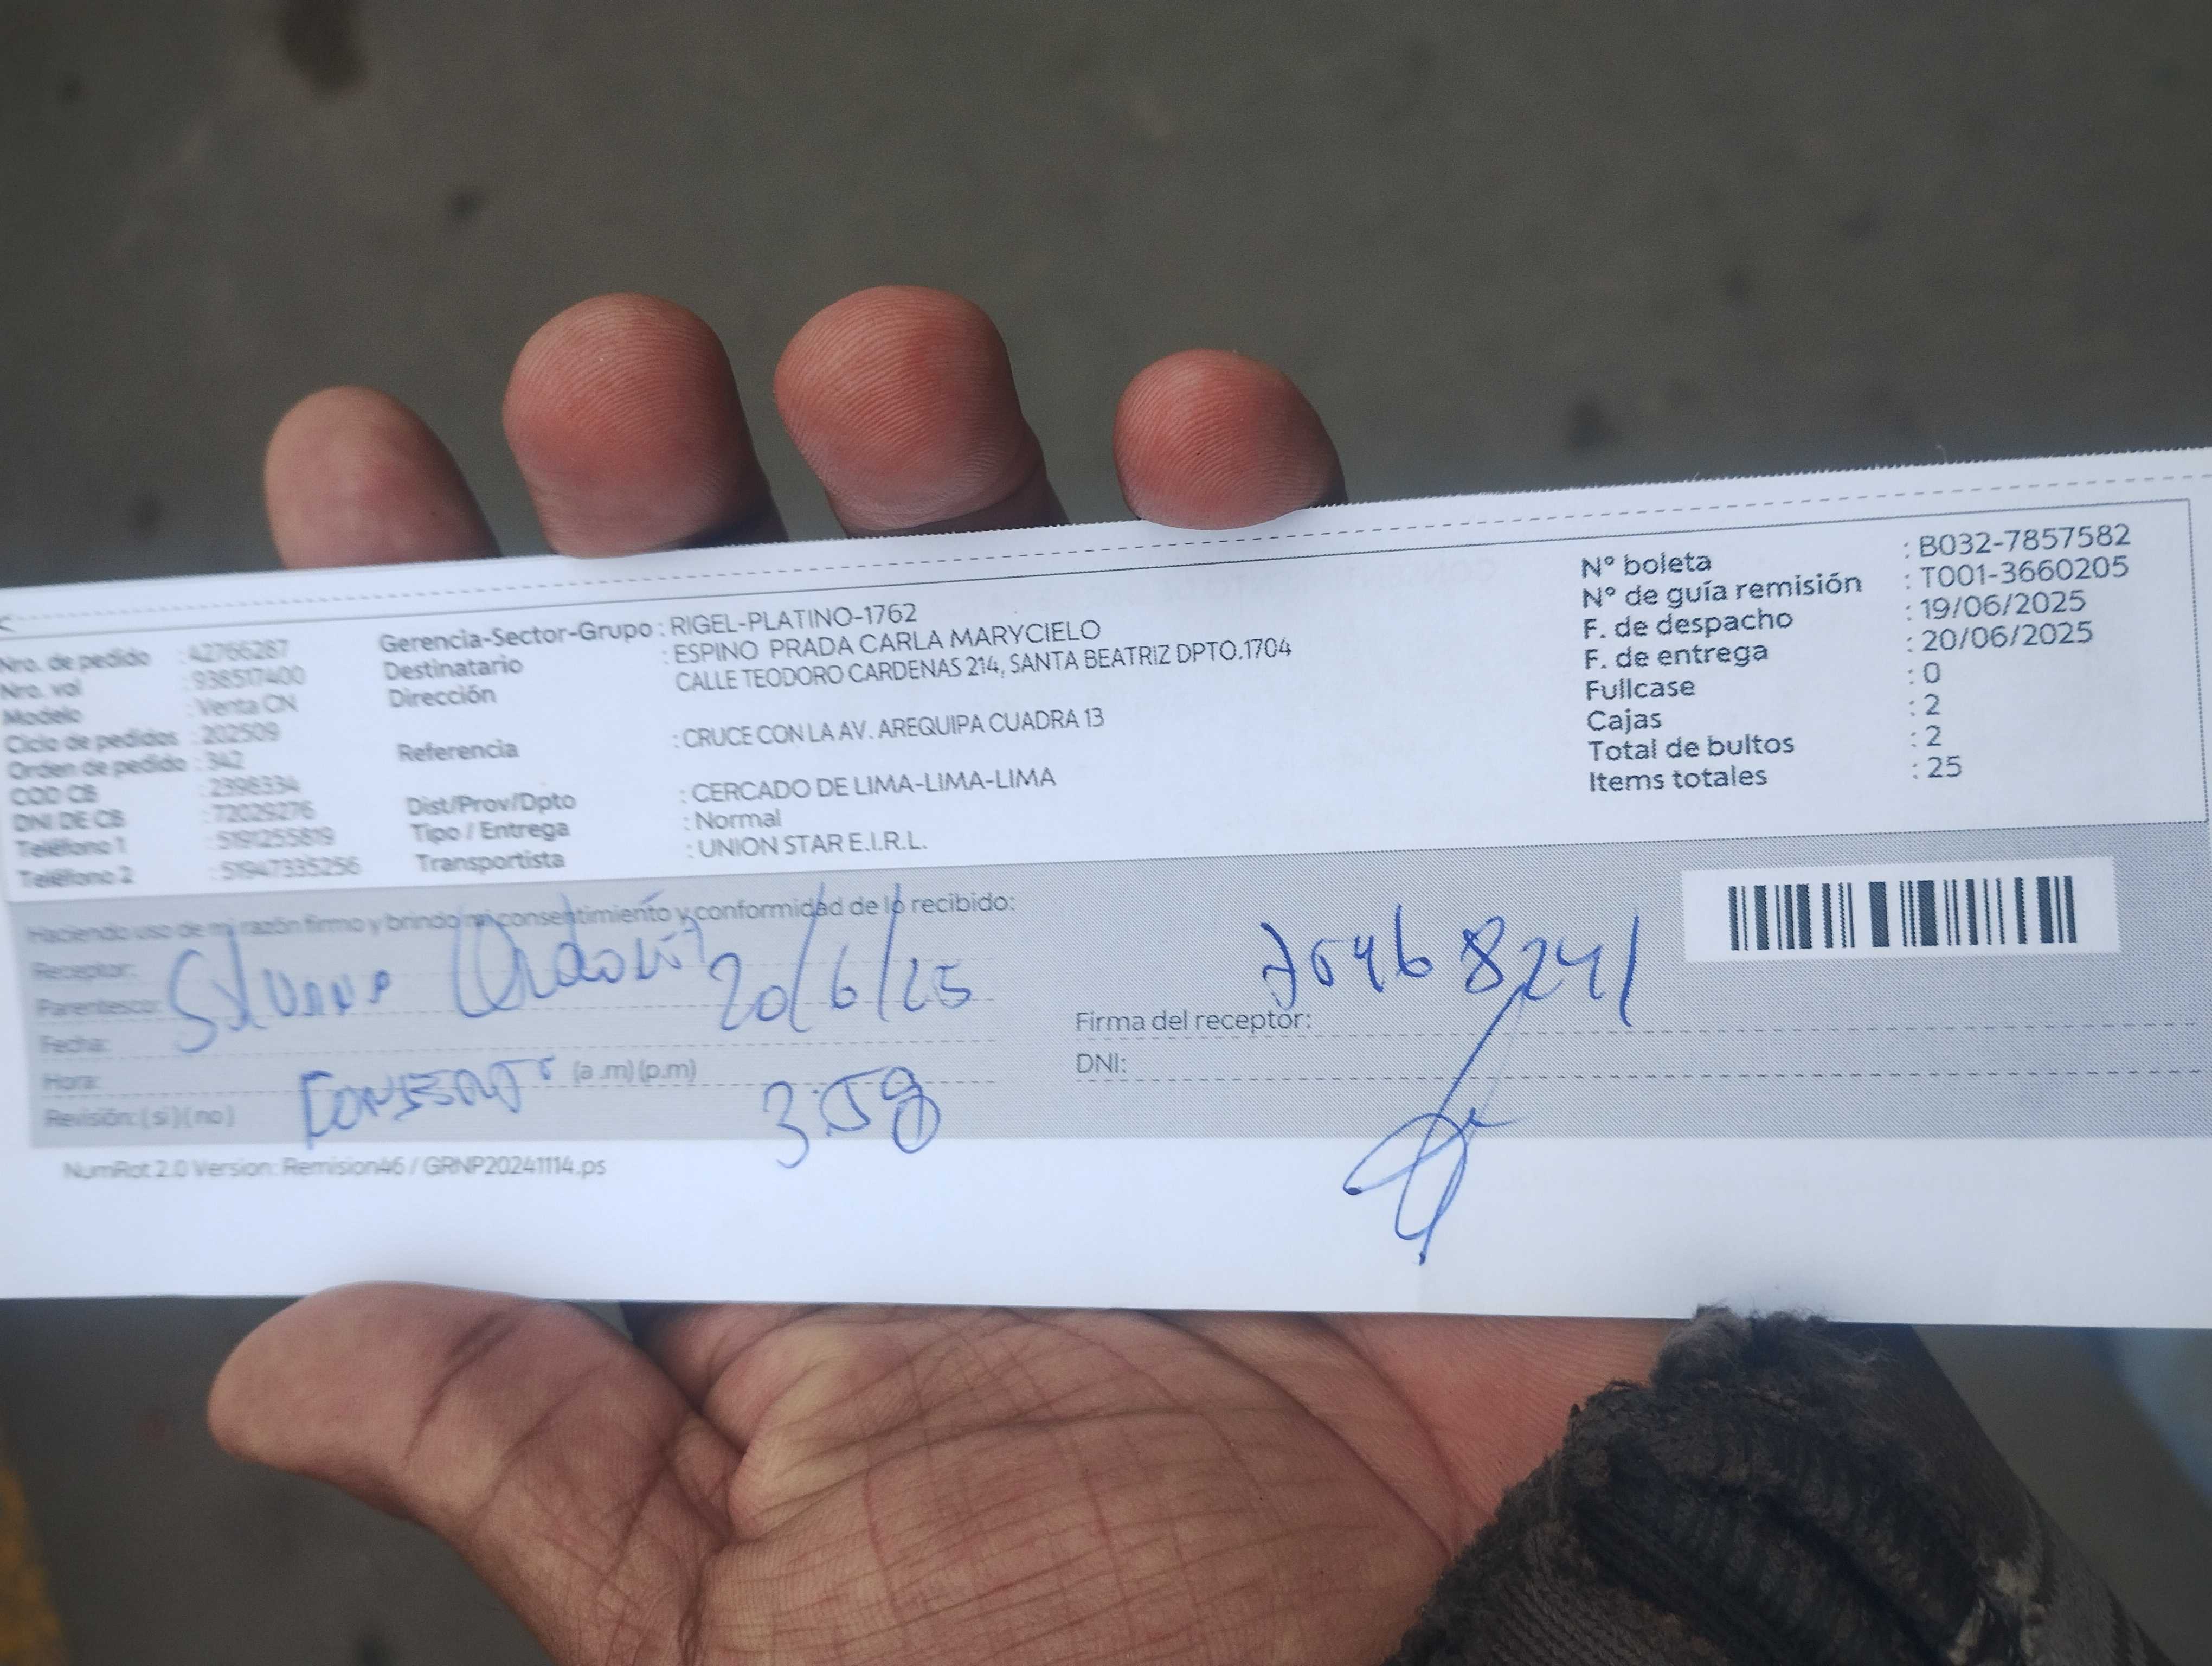 Nro. de pedido : 42766287
Nro. vol : 938517400
Modelo : Venta CN
Ciclo de pedidos : 202509
Orden de pedido : 342
COD CB : 2398334
DNI DE CB : 72029276
Teléfono 1 : 5191255819
Teléfono 2 : 51947335256
Gerencia-Sector-Grupo : RIGEL-PLATINO-1762
Destinatario : ESPINO PRADA CARLA MARYCIELO
Dirección CALLE TEODORO CARDENAS 214, SANTA BEATRIZ DPTO.1704
Referencia : CRUCE CON LA AV. AREQUIPA CUADRA 13
Dist/Prov/Dpto : CERCADO DE LIMA-LIMA-LIMA
Tipo / Entrega : Normal
Transportista : UNION STAR E.I.R.L.
N° boleta : B032-7857582
N° de guía remisión : T001-3660205
F. de despacho : 19/06/2025
F. de entrega : 20/06/2025
Fullcase : 0
Cajas : 2
Total de bultos : 2
Items totales : 25
Haciendo uso de mi razón firmo y brindo mi consentimiento y conformidad de lo recibido:
Receptor:
Parentesco:
Fecha: 20/6/25
Hora: (a.m) (p.m) 3:59
Revisión: (si) (no)
Firma del receptor:
DNI:
NumRot 2.0 Version: Remision46 / GRNP20241114.ps